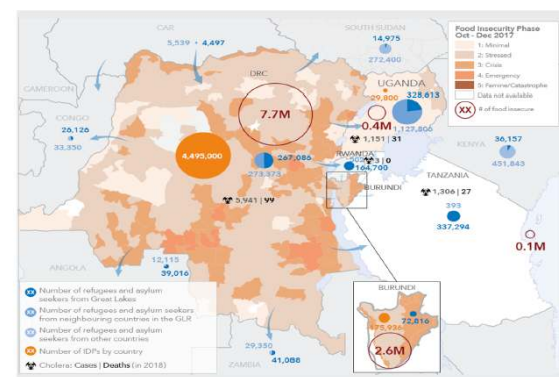 CAR
5,539 • 4,497
SOUTH SUDAN
14,975
272,400
Food Insecurity Phase
Oct - Dec 2017
1: Minimal
2: Stressed
3: Crisis
4: Emergency
5: Famine/Catastrophe
Data not available
XX # of food insecure
CAMEROON
DRC
UGANDA
29,800
328,613
1,127,806
7.7M
0.4M
1,151 | 31
CONGO
26,126
33,350
4,495,000
267,086
273,373
RWANDA
3 | 0
164,700
KENYA
36,157
451,843
BURUNDI
TANZANIA
1,306 | 27
5,941 | 99
393
337,294
0.1M
ANGOLA
12,115
39,016
Number of refugees and asylum
seekers from Great Lakes
Number of refugees and asylum seekers
from neighbouring countries in the GLR
Number of refugees and asylum
seekers from other countries
Number of IDPs by country
Cholera: Cases | Deaths (in 2018)
29,350
41,088
ZAMBIA
BURUNDI
175,936
72,816
2.6M